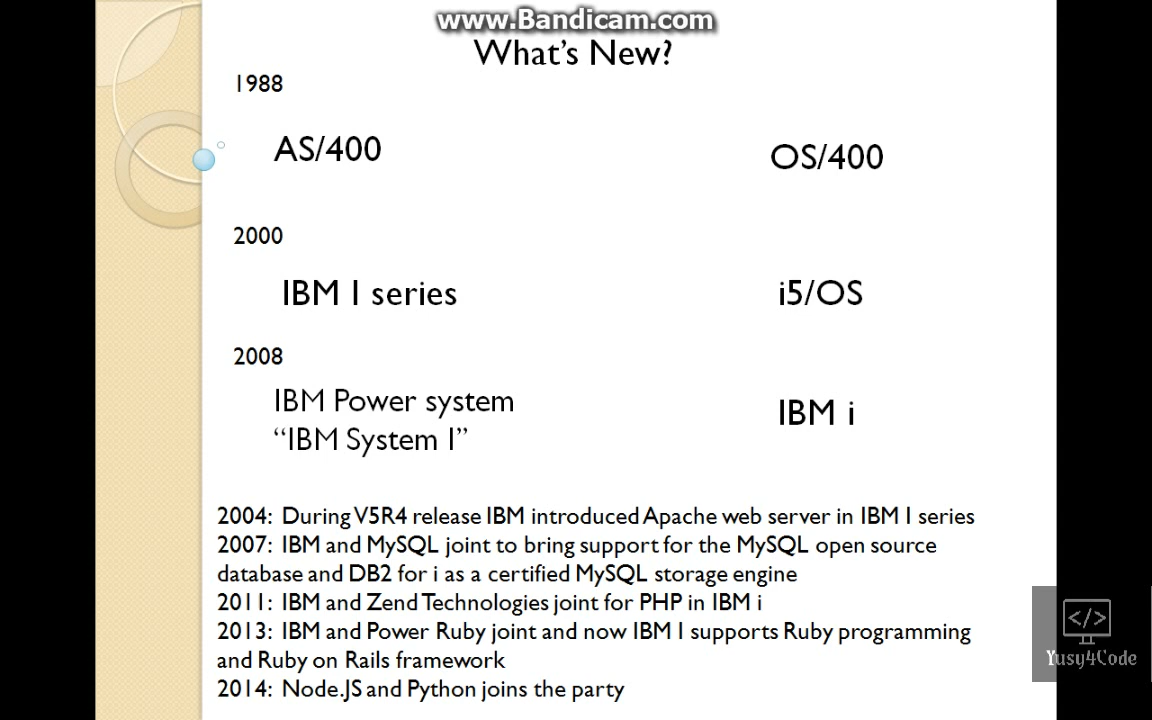 www.Bandicam.com
What's New?
1988
AS/400 OS/400
2000
IBM I series i5/OS
2008
IBM Power system
“IBM System I” IBM i
2004: During V5R4 release IBM introduced Apache web server in IBM I series
2007: IBM and MySQL joint to bring support for the MySQL open source
database and DB2 for i as a certified MySQL storage engine
2011: IBM and Zend Technologies joint for PHP in IBM i
2013: IBM and Power Ruby joint and now IBM I supports Ruby programming
and Ruby on Rails framework
2014: Node.JS and Python joins the party
</>
Yusy4Code